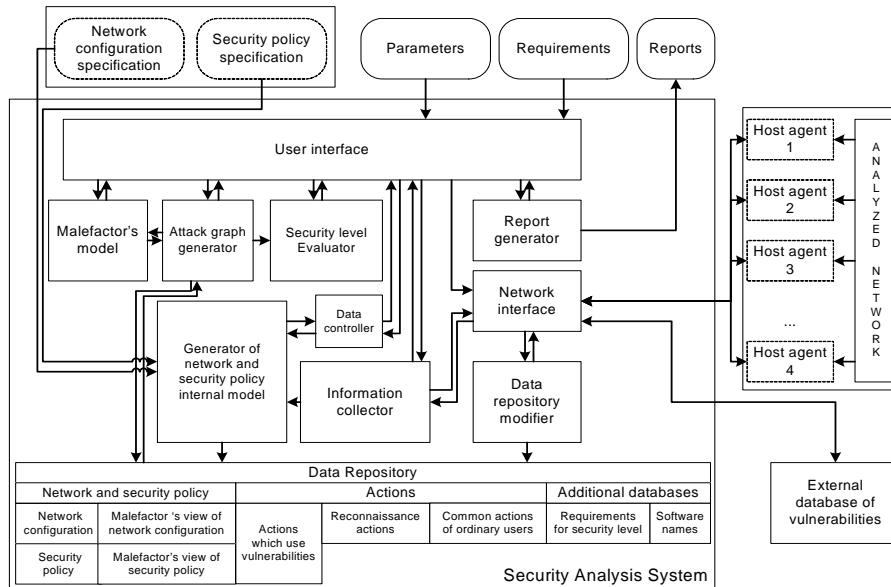 Network
configuration
specification
Security policy
specification
Parameters
Requirements
Reports
User interface
Malefactor's
model
Attack graph
generator
Security level
Evaluator
Report
generator
Host agent
1
Host agent
2
Host agent
3
...
Host agent
4
ANALYZED NETWORK
Network
interface
Data
controller
Generator of
network and
security policy
internal model
Information
collector
Data
repository
modifier
External
database of
vulnerabilities
Data Repository
Network and security policy
Actions
Additional databases
Network
configuration
Malefactor 's view of
network configuration
Actions
which use
vulnerabilities
Reconnaissance
actions
Common actions
of ordinary users
Requirements
for security level
Software
names
Security
policy
Malefactor's view of
security policy
Security Analysis System